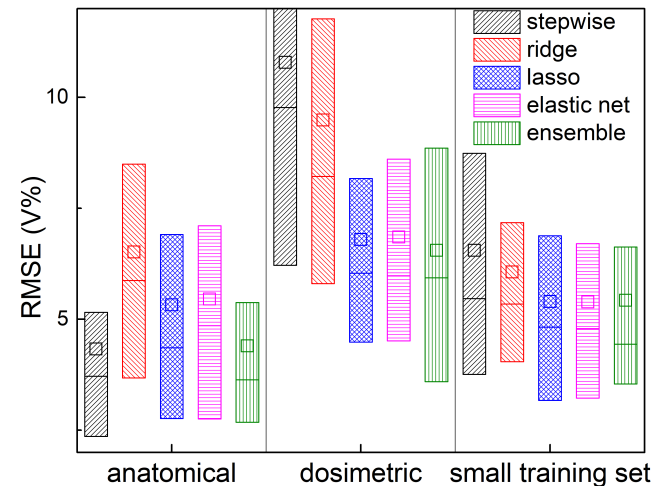 stepwise
ridge
lasso
elastic net
ensemble
10
5
RMSE (V%)
anatomical dosimetric small training set